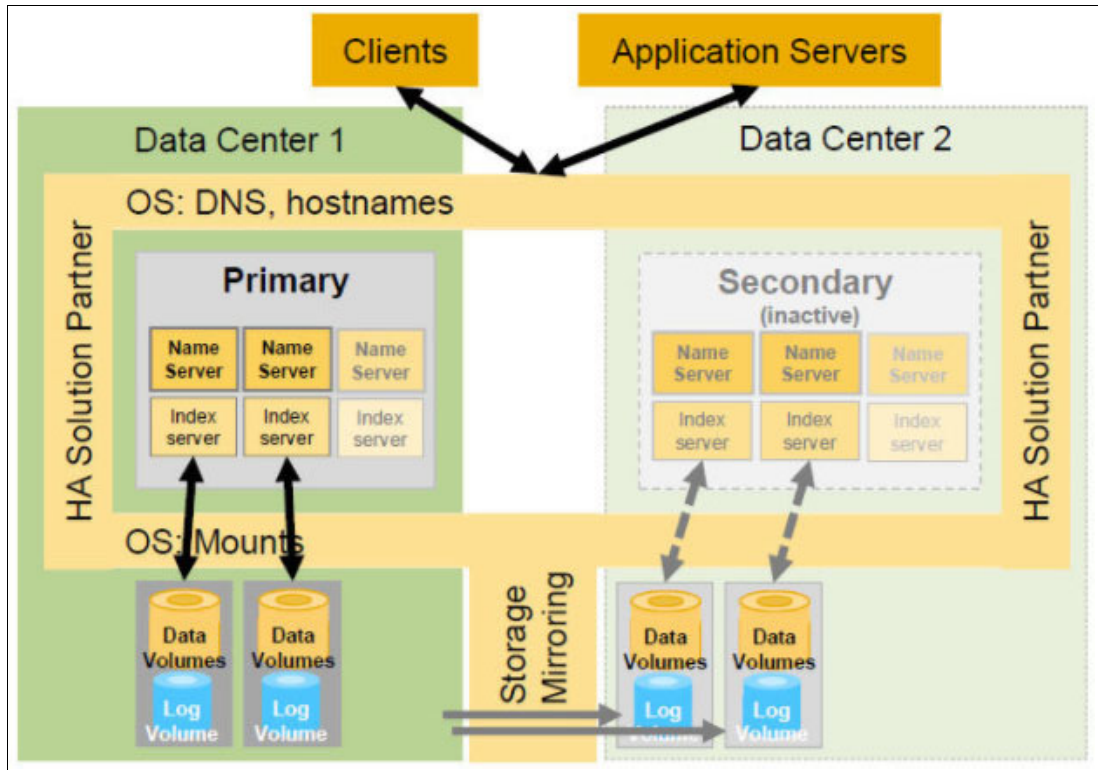 Clients
Application Servers
Data Center 1
Data Center 2
OS: DNS, hostnames
HA Solution Partner
HA Solution Partner
Primary
Name
Server
Name
Server
Name
Server
Index
server
Index
server
Index
server
Secondary
(inactive)
Name
Server
Name
Server
Name
Server
Index
server
Index
server
Index
server
OS: Mounts
Storage
Mirroring
Data
Volumes
Log
Volume
Data
Volumes
Log
Volume
Data
Volumes
Log
Volume
Data
Volumes
Log
Volume